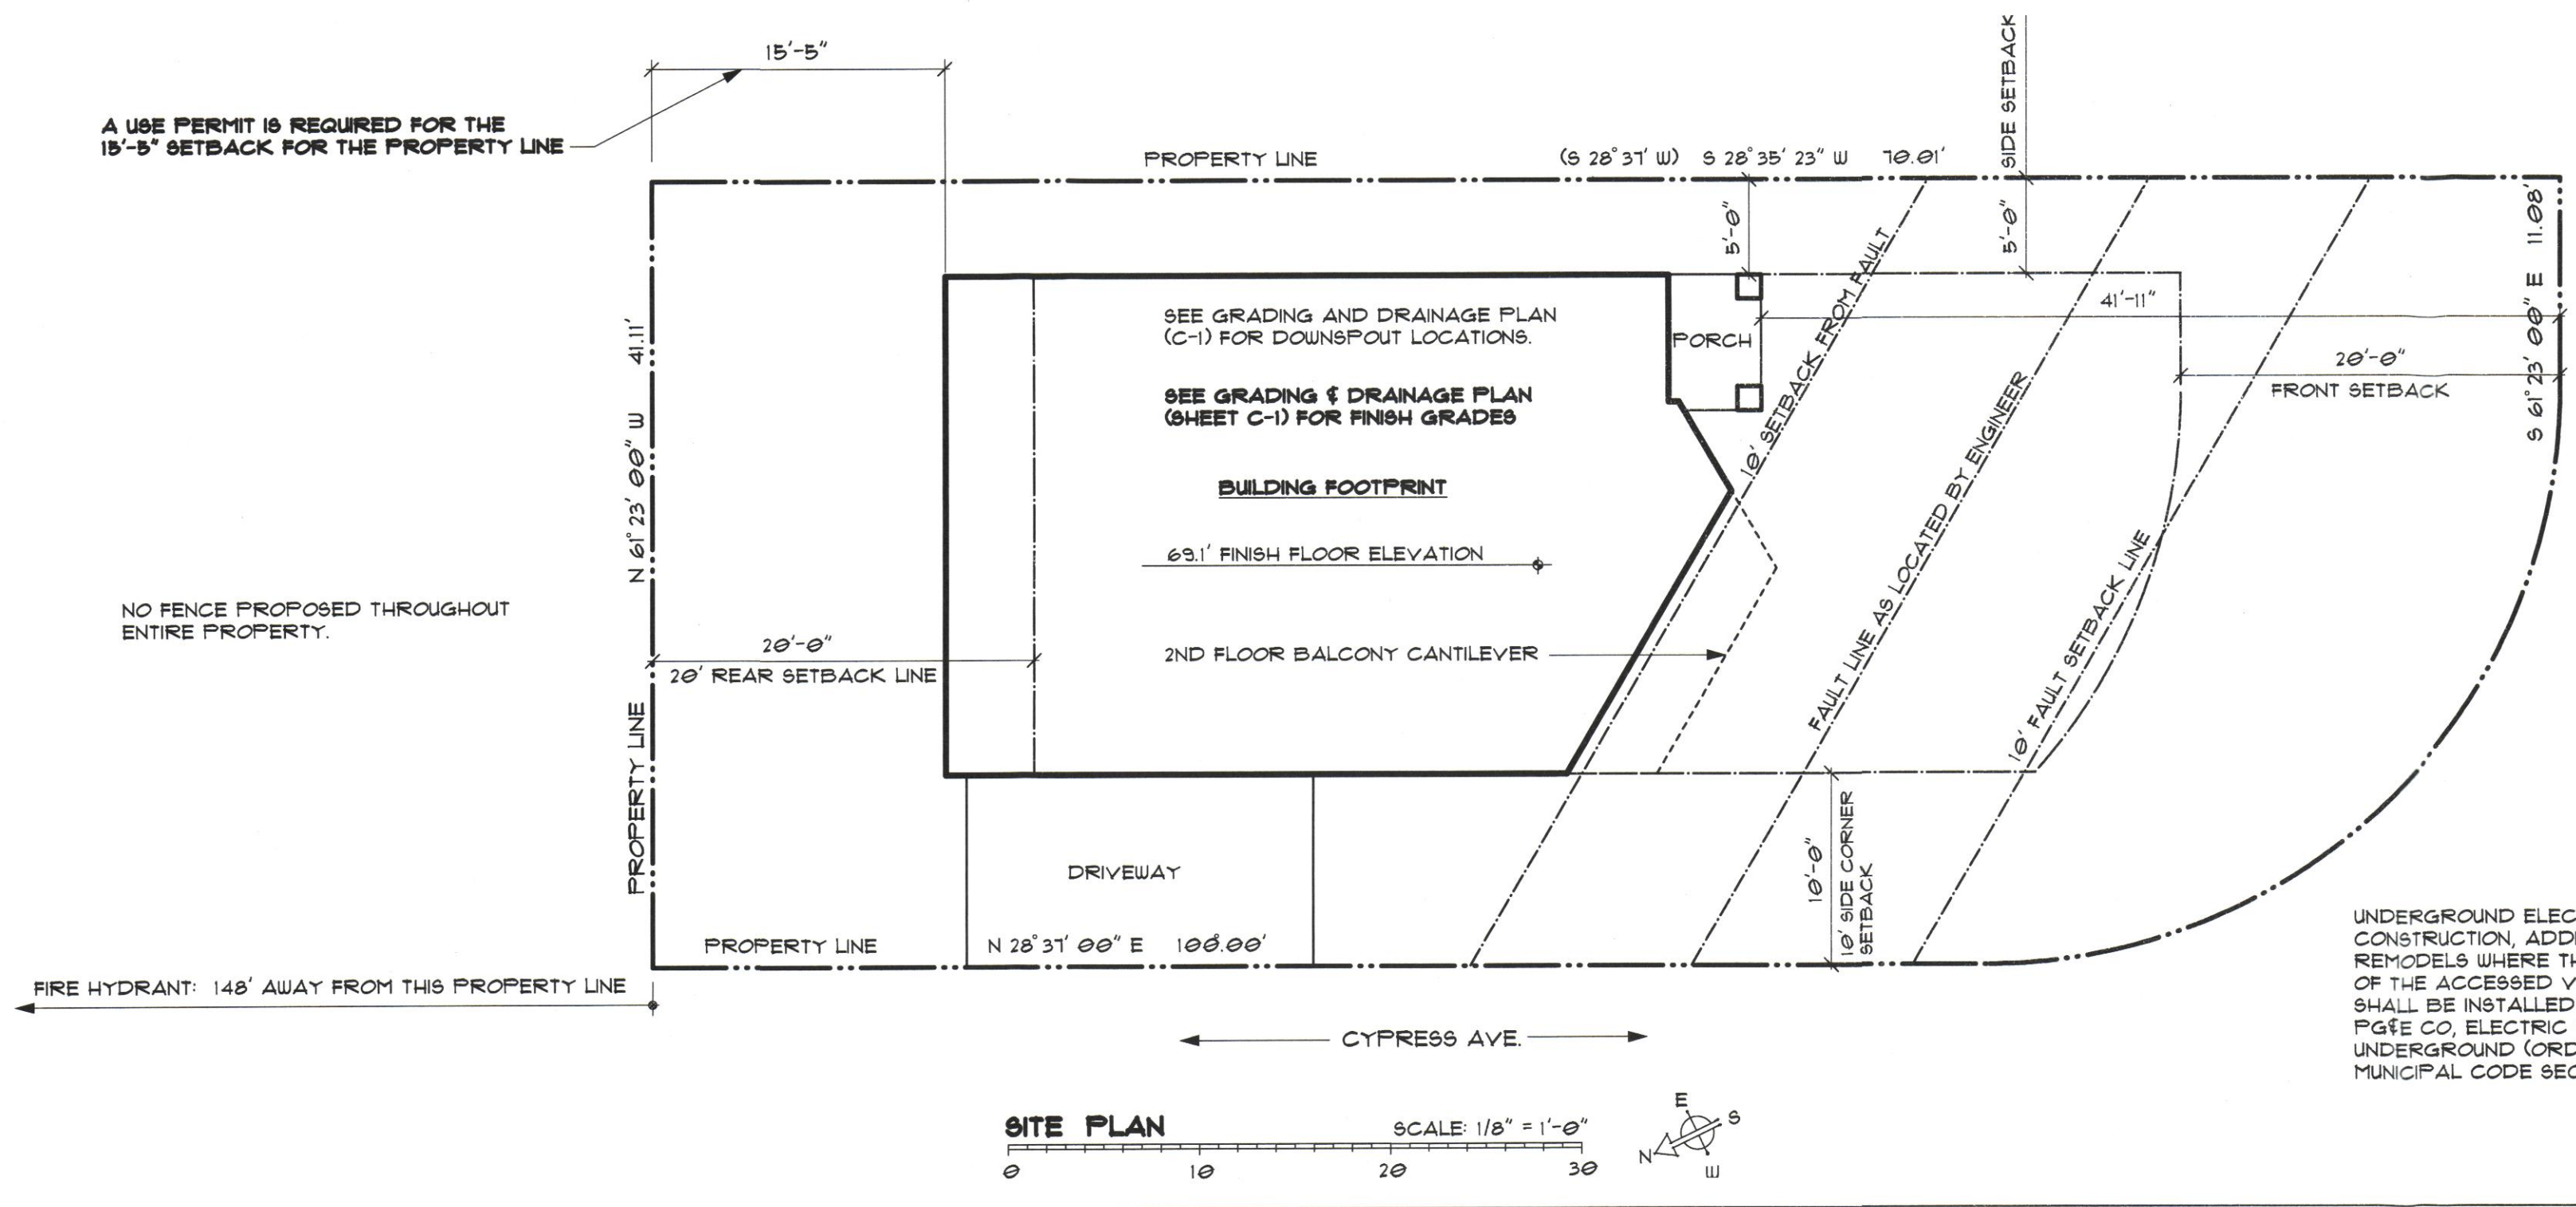 15'-5"
A USE PERMIT IS REQUIRED FOR THE
15'-5" SETBACK FOR THE PROPERTY LINE
PROPERTY LINE
(S 28°37' W) S 28°35' 23" W 70.01'
SIDE SETBACK
5'-0"
5'-0"
S 61°23' 00" E 11.08'
SEE GRADING AND DRAINAGE PLAN
(C-1) FOR DOWNSPOUT LOCATIONS.
PORCH
10' SETBACK FROM FAULT
41'-11"
20'-0"
FRONT SETBACK
SEE GRADING & DRAINAGE PLAN
(SHEET C-1) FOR FINISH GRADES
N 61°23' 00" W 41.11'
BUILDING FOOTPRINT
FAULT LINE AS LOCATED BY ENGINEER
69.1' FINISH FLOOR ELEVATION
10' FAULT SETBACK LINE
NO FENCE PROPOSED THROUGHOUT
ENTIRE PROPERTY.
20'-0"
20' REAR SETBACK LINE
2ND FLOOR BALCONY CANTILEVER
PROPERTY LINE
DRIVEWAY
10'-0"
10' SIDE CORNER
SETBACK
PROPERTY LINE
N 28°37' 00" E 100.00'
FIRE HYDRANT: 148' AWAY FROM THIS PROPERTY LINE
CYPRESS AVE.
UNDERGROUND ELEC
CONSTRUCTION, ADDI
REMODELS WHERE TH
OF THE ACCESSED V
SHALL BE INSTALLED
PG&E CO, ELECTRIC
UNDERGROUND (ORD
MUNICIPAL CODE SEC
SITE PLAN
SCALE: 1/8" = 1'-0"
0 10 20 30
E
S
N
W